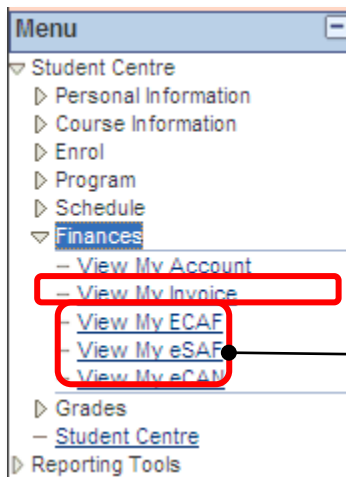 Menu
Student Centre
Personal Information
Course Information
Enrol
Program
Schedule
Finances
View My Account
View My Invoice
View My ECAF
View My eSAF
View My eCAN
Grades
Student Centre
Reporting Tools